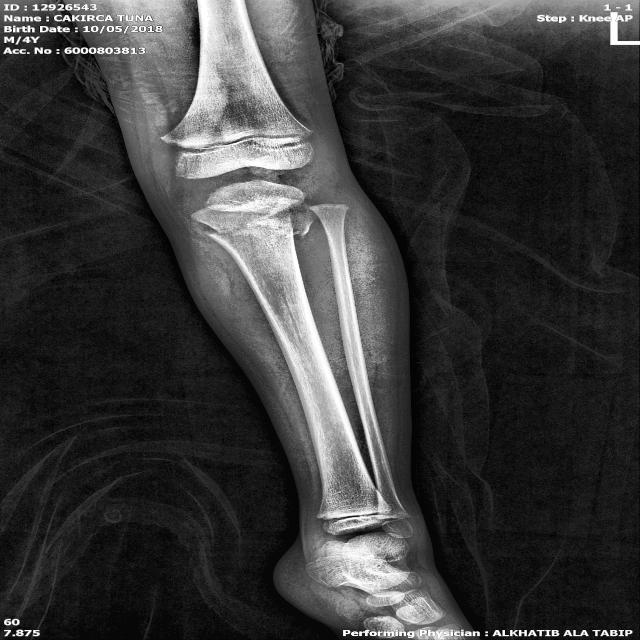 ID : 12926543
Name : CAKIRCA TUNA
Birth Date : 10/05/2018
M/4Y
Acc. No : 6000803813
1 - 1
Step : Knee AP
L
60
7.875
Performing Physician : ALKHATIB ALA TABIP